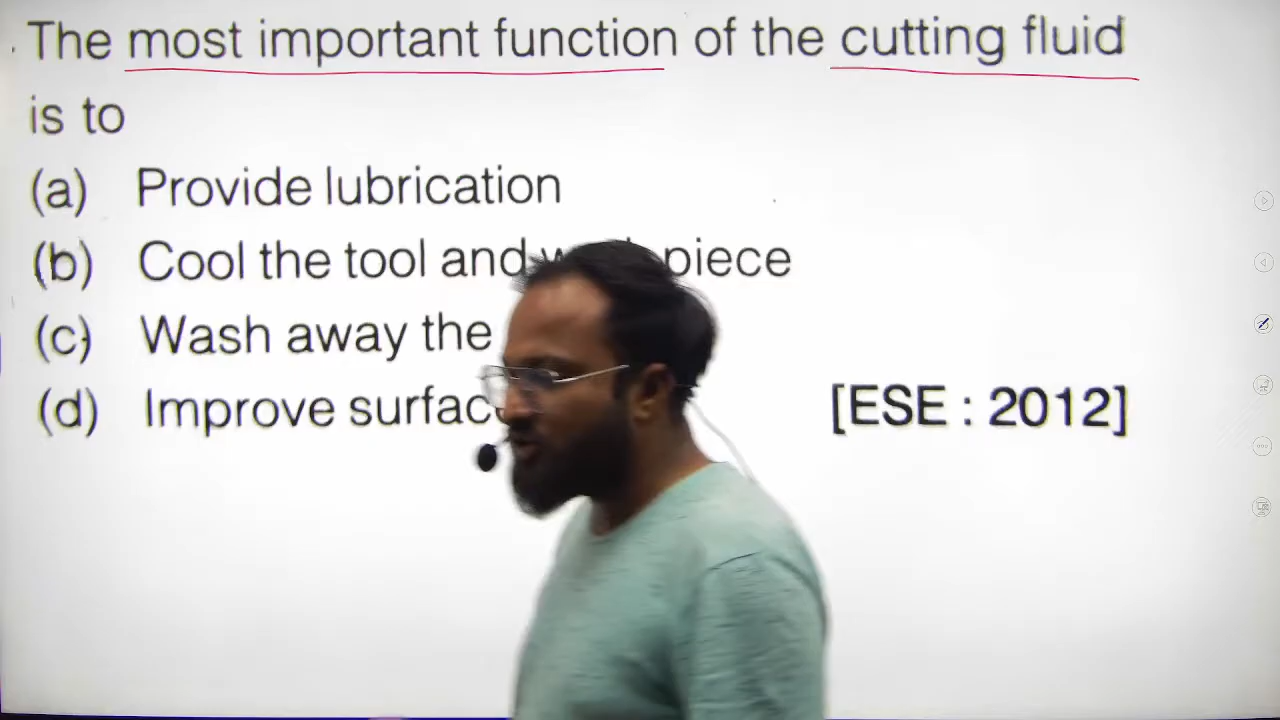 The most important function of the cutting fluid
is to
(a) Provide lubrication
(b) Cool the tool and piece
(c) Wash away the
(d) Improve [ESE : 2012]